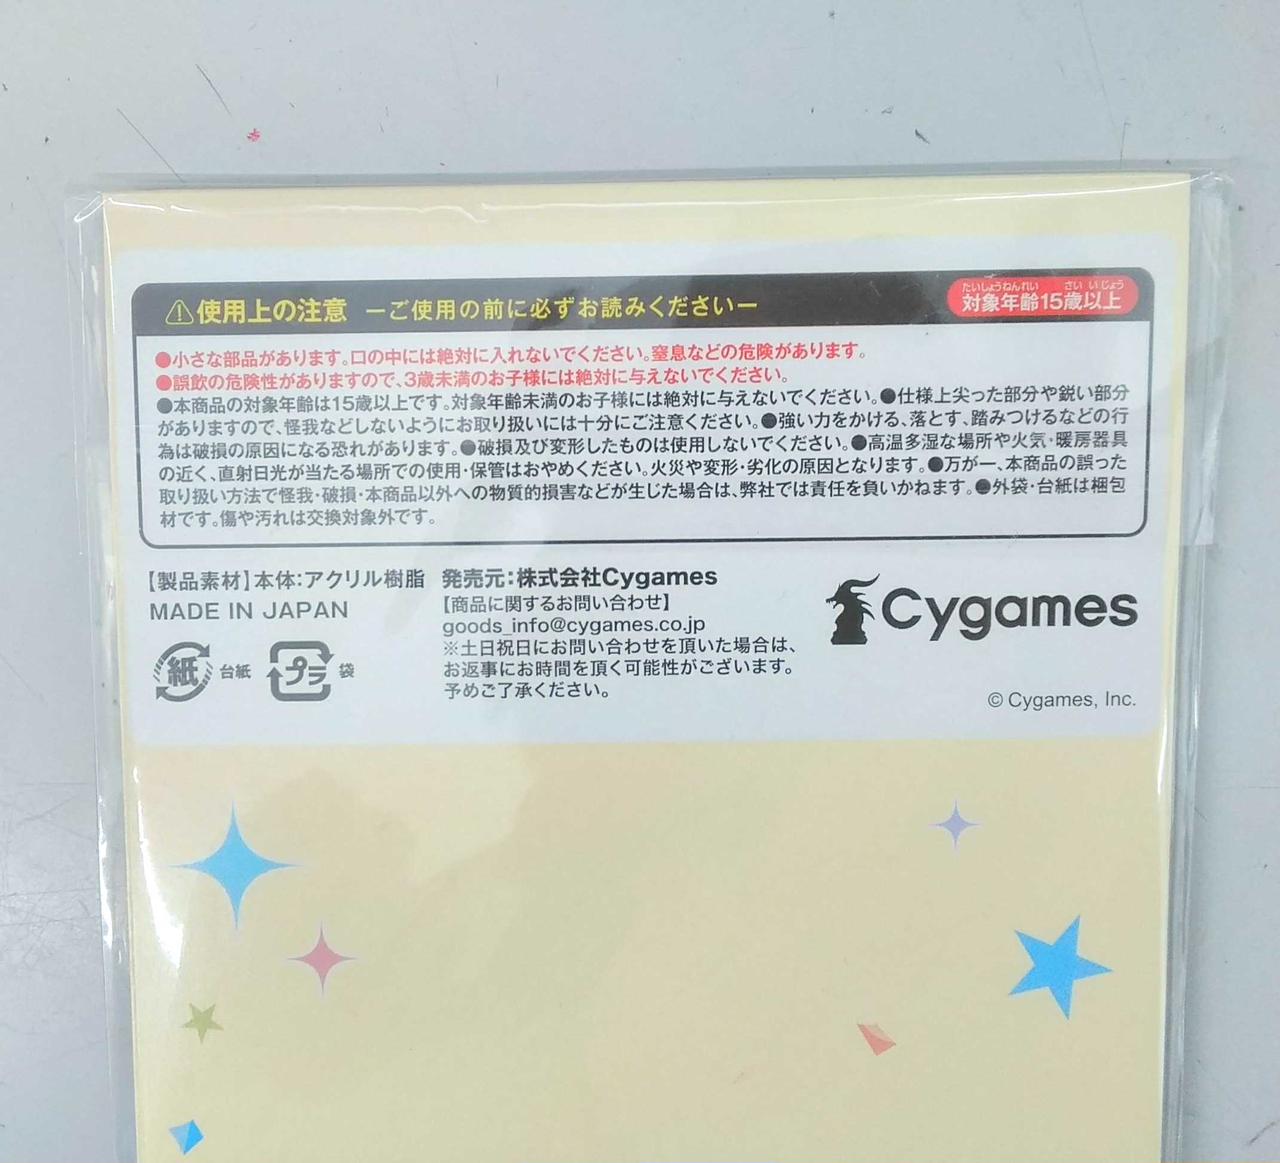 ⚠使用上の注意 ーご使用の前に必ずお読みくださいー
たいしょうねんれい さい いじょう
対象年齢15歳以上
●小さな部品があります。口の中には絶対に入れないでください。窒息などの危険があります。
●誤飲の危険性がありますので、3歳未満のお子様には絶対に与えないでください。
●本商品の対象年齢は15歳以上です。対象年齢未満のお子様には絶対に与えないでください。●仕様上尖った部分や鋭い部分
がありますので、怪我などしないようにお取り扱いには十分にご注意ください。●強い力をかける、落とす、踏みつけるなどの行
為は破損の原因になる恐れがあります。●破損及び変形したものは使用しないでください。●高温多湿な場所や火気・暖房器具
の近く、直射日光が当たる場所での使用・保管はおやめください。火災や変形・劣化の原因となります。●万が一、本商品の誤った
取り扱い方法で怪我・破損・本商品以外への物質的損害などが生じた場合は、弊社では責任を負いかねます。●外袋・台紙は梱包
材です。傷や汚れは交換対象外です。
【製品素材】本体:アクリル樹脂
MADE IN JAPAN
紙 台紙 プラ 袋
発売元:株式会社Cygames
【商品に関するお問い合わせ】
goods_info@cygames.co.jp
※土日祝日にお問い合わせを頂いた場合は、
お返事にお時間を頂く可能性がございます。
予めご了承ください。
Cygames
© Cygames, Inc.